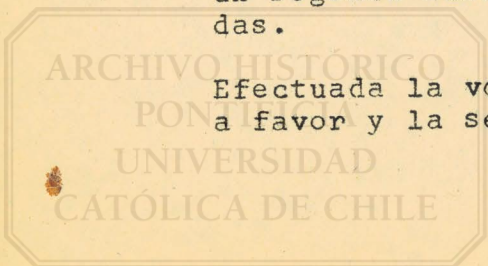 das.
ARCHIVO HISTÓRICO
Efectuada la vo
PONTIFICIA
a favor y la se
UNIVERSIDAD
CATÓLICA DE CHILE